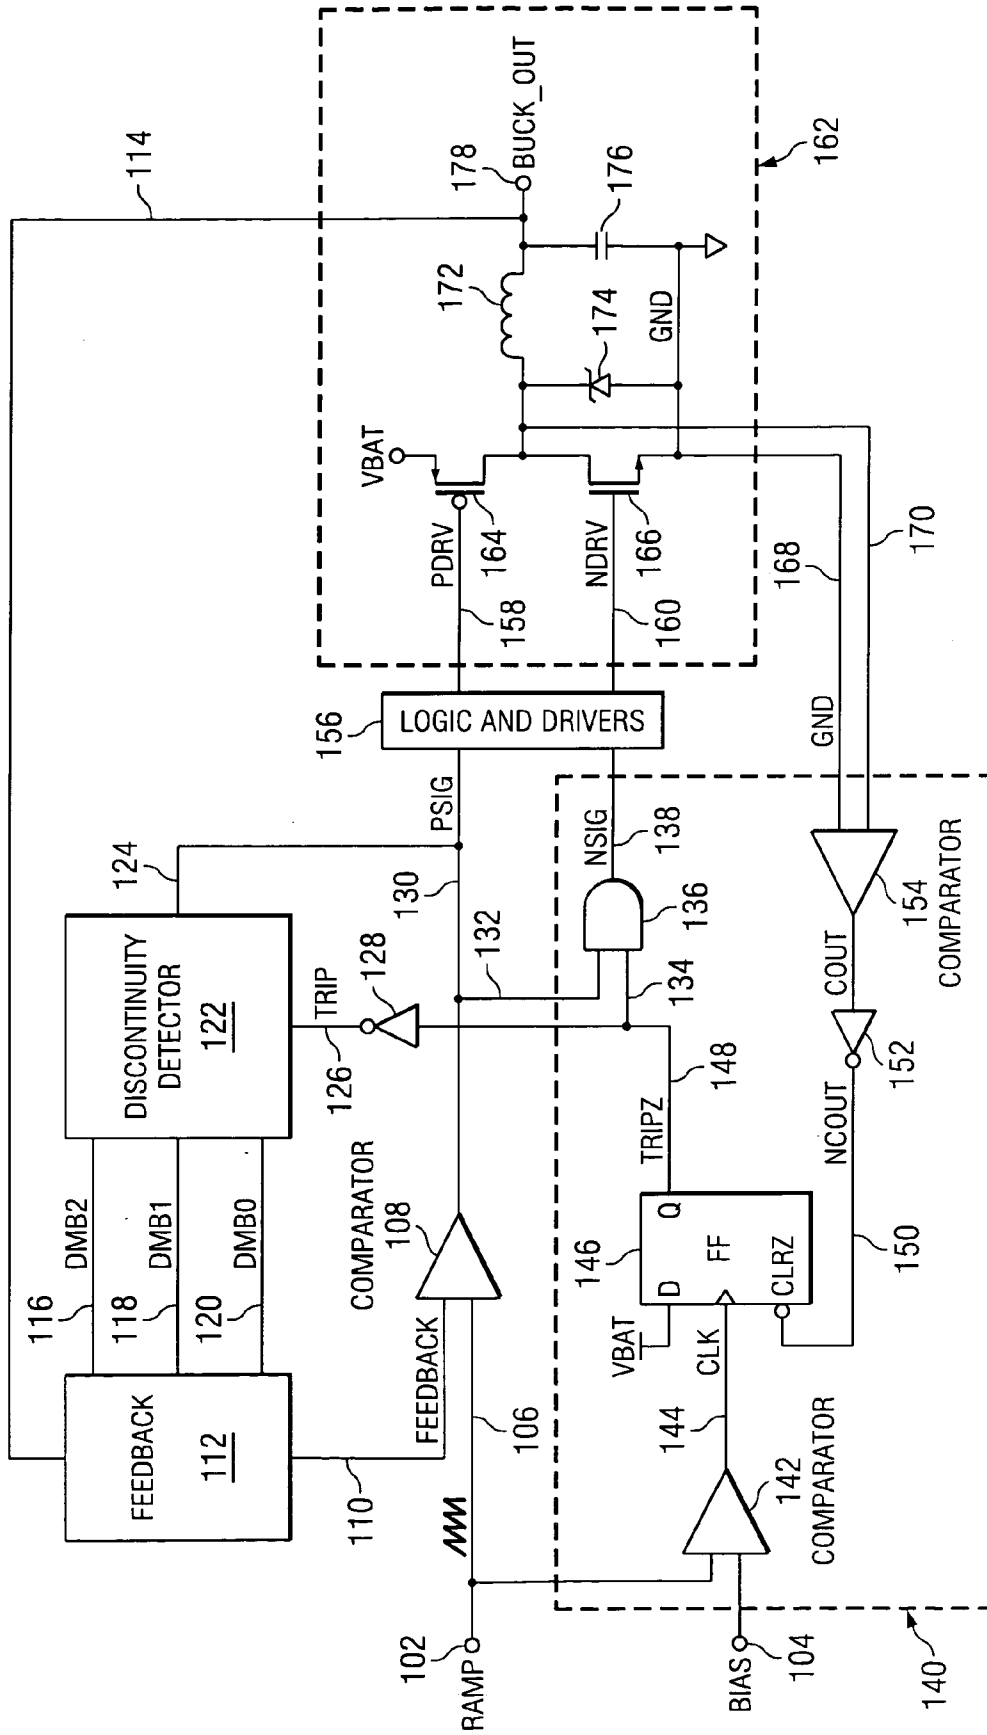 114
162
178
BUCK_OUT
176
172
174
GND
VBAT
164
166
PDRV
NDRV
158
160
168
170
156
LOGIC AND DRIVERS
GND
124
PSIG
130
132
NSIG
138
136
134
154
COMPARATOR
COUT
152
NCOUT
150
DISCONTINUITY
DETECTOR
122
TRIP
126
128
148
TRIPZ
DMB2
DMB1
DMB0
116
118
120
COMPARATOR
108
FEEDBACK
112
110
FEEDBACK
106
146
D
Q
FF
CLRZ
VBAT
CLK
144
142
COMPARATOR
102
RAMP
BIAS
104
140